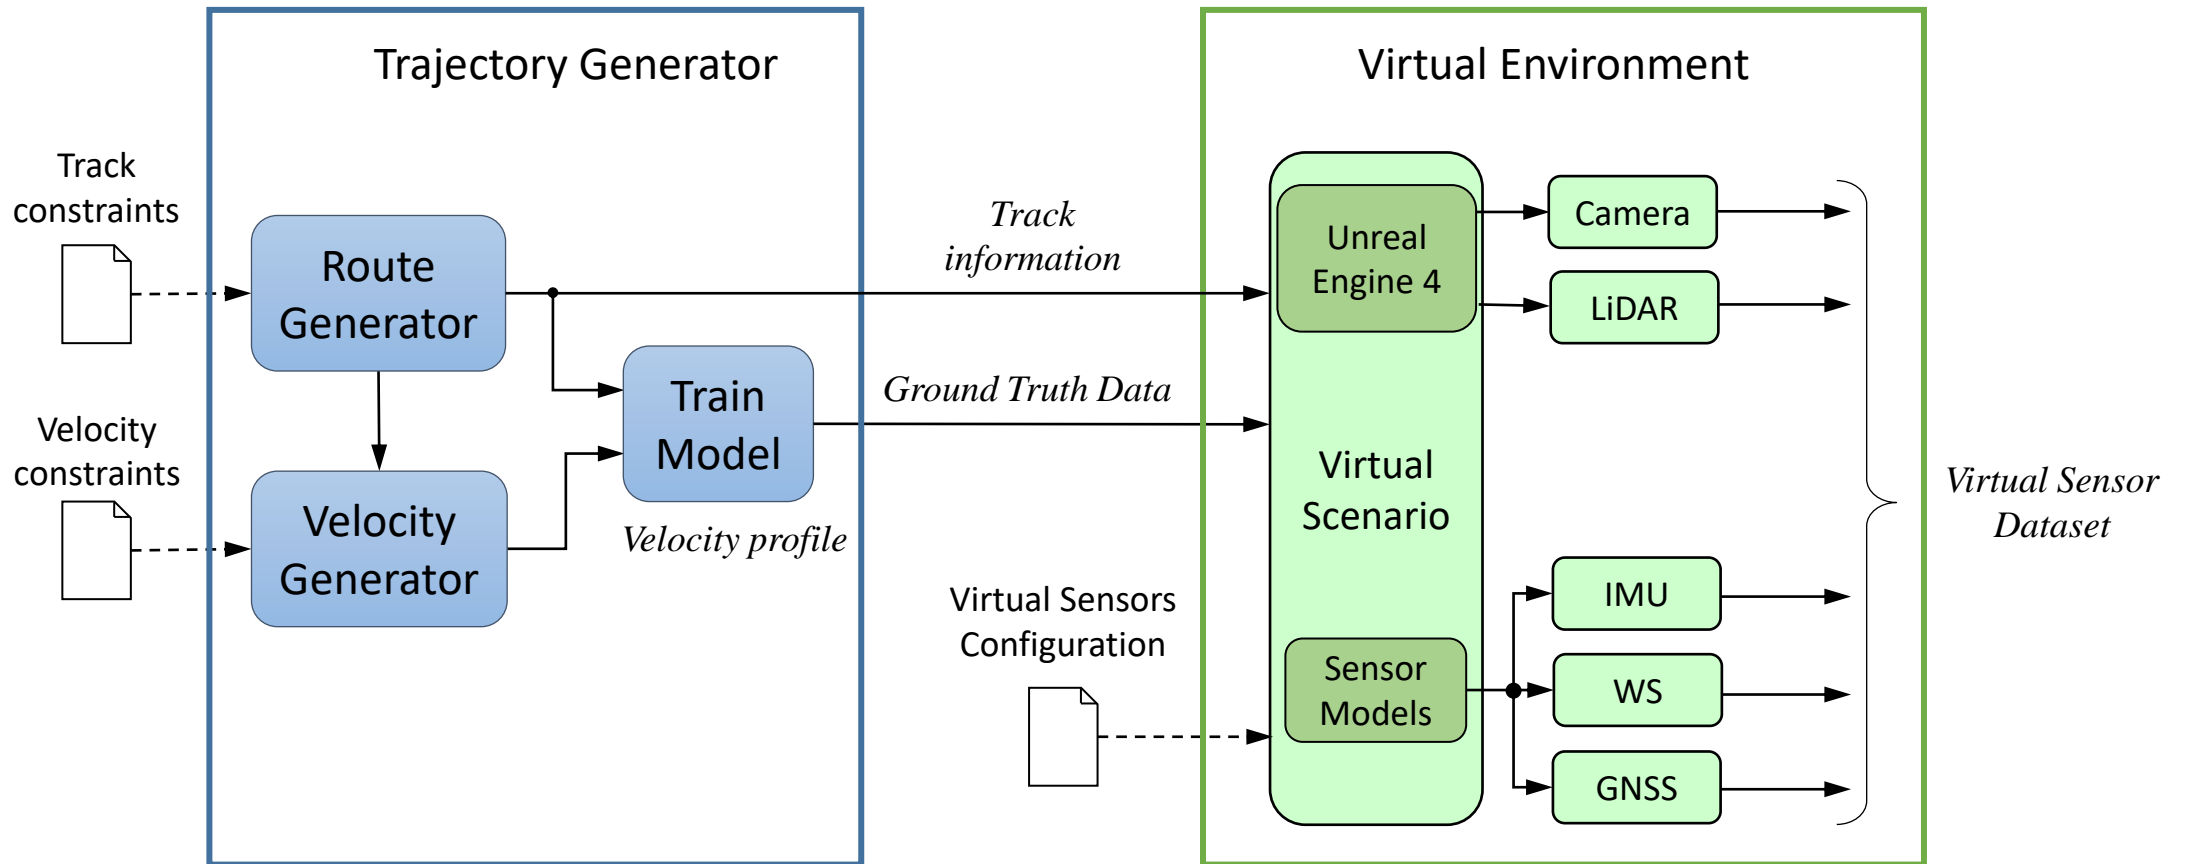 Trajectory Generator
Virtual Environment
Track
constraints
Route
Generator
Velocity
constraints
Velocity
Generator
Train
Model
Velocity profile
Track
information
Ground Truth Data
Virtual Sensors
Configuration
Unreal
Engine 4
Virtual
Scenario
Sensor
Models
Camera
LiDAR
IMU
WS
GNSS
Virtual Sensor
Dataset